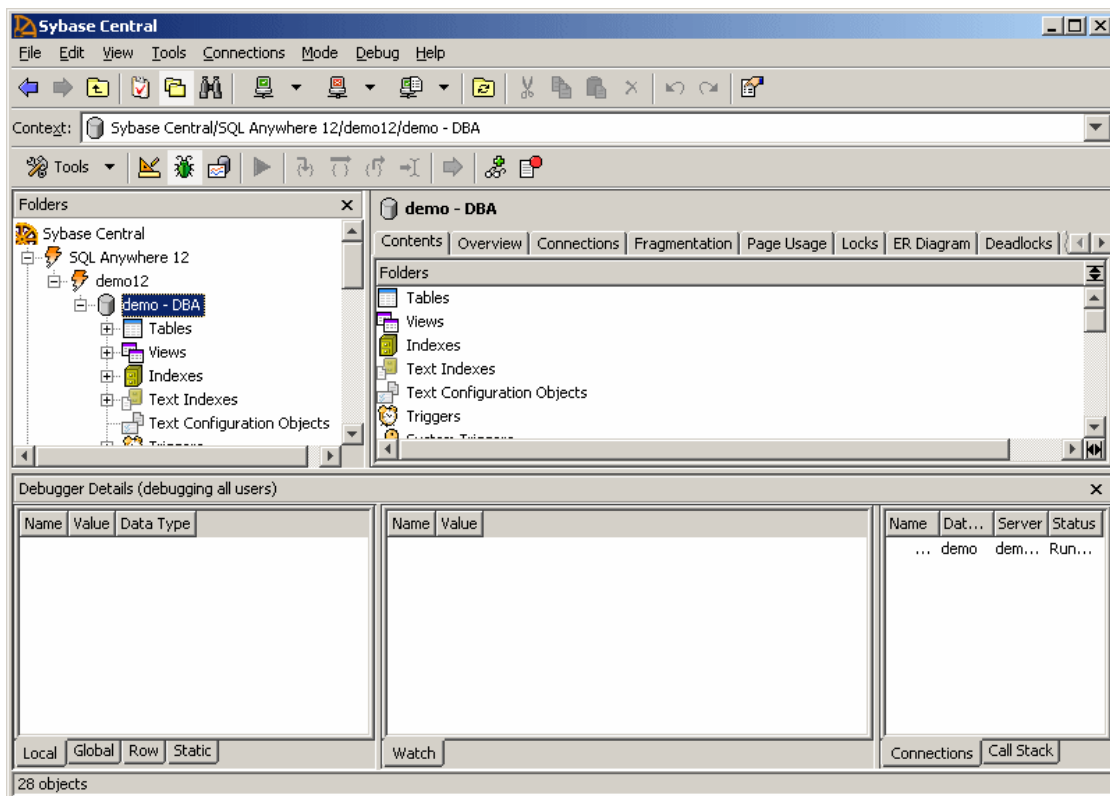 Sybase Central
File Edit View Tools Connections Mode Debug Help
Context: Sybase Central/SQL Anywhere 12/demo12/demo - DBA
Tools
Folders
Sybase Central
SQL Anywhere 12
demo12
demo - DBA
Tables
Views
Indexes
Text Indexes
Text Configuration Objects
Triggers
demo - DBA
Contents Overview Connections Fragmentation Page Usage Locks ER Diagram Deadlocks
Folders
Tables
Views
Indexes
Text Indexes
Text Configuration Objects
Triggers
System Triggers
Debugger Details (debugging all users)
Name Value Data Type
Local Global Row Static
Name Value
Watch
Name Dat... Server Status
... demo dem... Run...
Connections Call Stack
28 objects